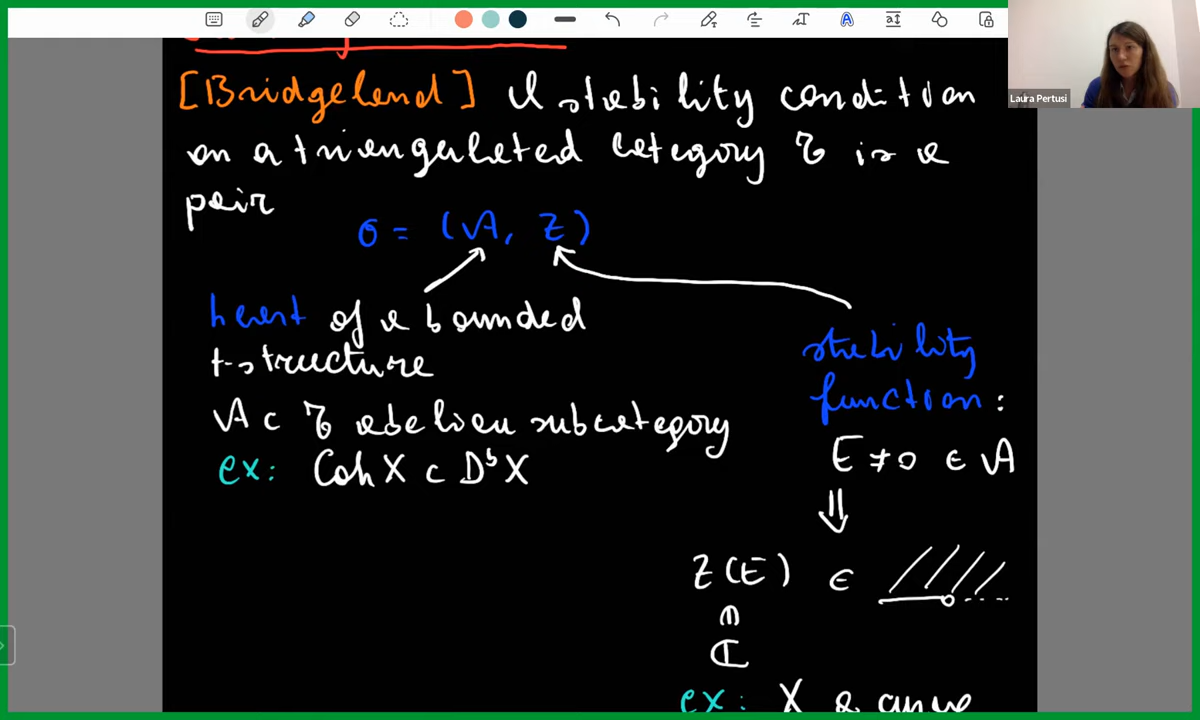 [Bridgeland] A stability condition
on a triangulated category 𝒯 is a
pair
σ = (A, Z)
heart of a bounded
t-structure
A ⊂ 𝒯 abelian subcategory
ex: Coh X ⊂ DᵇX
stability
function :
E ≠ 0 ∈ A
⇓
Z(E) ∈
∈
ℂ
ex: X a curve
Laura Pertusi